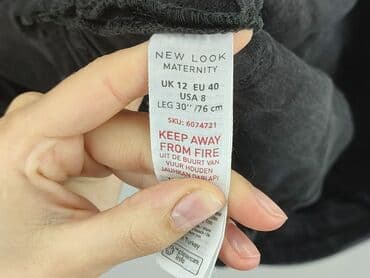 NEW LOOK
MATERNITY
UK 12 EU 40
USA 8
LEG 30"/76 cm
SKU: 6074721
KEEP AWAY
FROM FIRE
UIT DE BUURT VAN
VUUR HOUDEN
Turkey